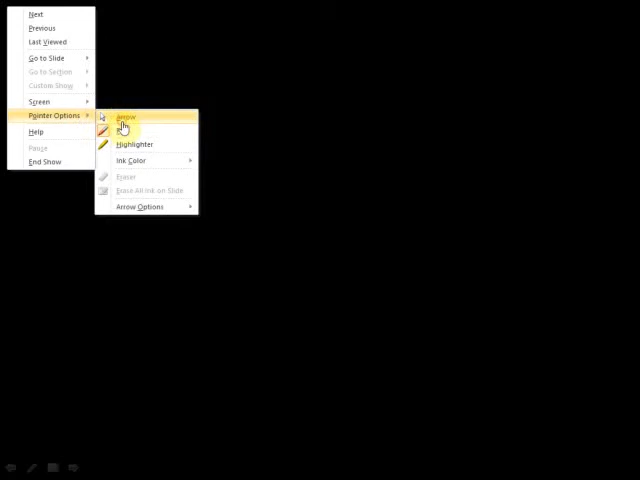 Next
Previous
Last Viewed
Go to Slide
Go to Section
Custom Show
Screen
Pointer Options
Help
Pause
End Show
Arrow
Highlighter
Ink Color
Eraser
Erase All Ink on Slide
Arrow Options